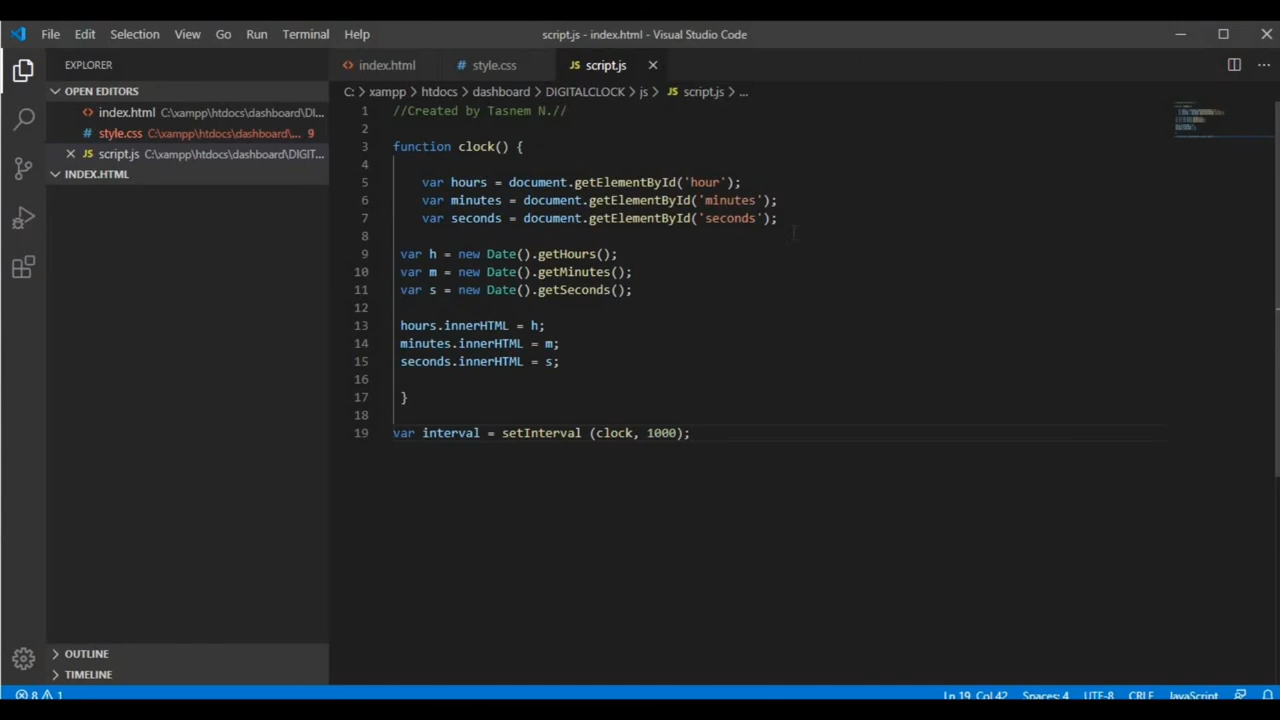 File Edit Selection View Go Run Terminal Help script.js - index.html - Visual Studio Code
EXPLORER
index.html
style.css
script.js
OPEN EDITORS
index.html C:\xampp\htdocs\dashboard\DI...
style.css C:\xampp\htdocs\dashboard\... 9
script.js C:\xampp\htdocs\dashboard\DIGIT...
INDEX.HTML
OUTLINE
TIMELINE
C: > xampp > htdocs > dashboard > DIGITALCLOCK > js > JS script.js > ...
1 //Created by Tasnem N.//
2
3 function clock() {
4
5 var hours = document.getElementById('hour');
6 var minutes = document.getElementById('minutes');
7 var seconds = document.getElementById('seconds');
8
9 var h = new Date().getHours();
10 var m = new Date().getMinutes();
11 var s = new Date().getSeconds();
12
13 hours.innerHTML = h;
14 minutes.innerHTML = m;
15 seconds.innerHTML = s;
16
17 }
18
19 var interval = setInterval (clock, 1000);
8 1 Ln 19, Col 42 Spaces: 4 UTF-8 CRLF JavaScript